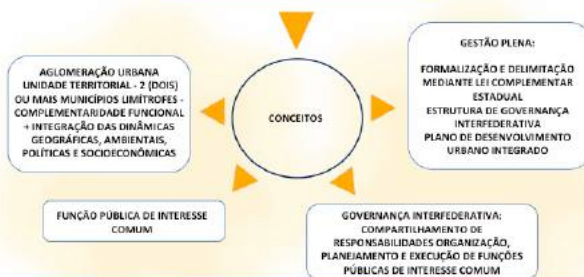 AGLOMERAÇÃO URBANA
UNIDADE TERRITORIAL - 2 (DOIS)
OU MAIS MUNICÍPIOS LIMÍTROFES -
COMPLEMENTARIDADE FUNCIONAL
+ INTEGRAÇÃO DAS DINÂMICAS
GEOGRÁFICAS, AMBIENTAIS,
POLÍTICAS E SOCIOECONÔMICAS
CONCEITOS
GESTÃO PLENA:
FORMALIZAÇÃO E DELIMITAÇÃO
MEDIANTE LEI COMPLEMENTAR
ESTADUAL
ESTRUTURA DE GOVERNANÇA
INTERFEDERATIVA
PLANO DE DESENVOLVIMENTO
URBANO INTEGRADO
FUNÇÃO PÚBLICA DE INTERESSE
COMUM
GOVERNANÇA INTERFEDERATIVA:
COMPARTILHAMENTO DE
RESPONSABILIDADES ORGANIZAÇÃO,
PLANEJAMENTO E EXECUÇÃO DE FUNÇÕES
PÚBLICAS DE INTERESSE COMUM